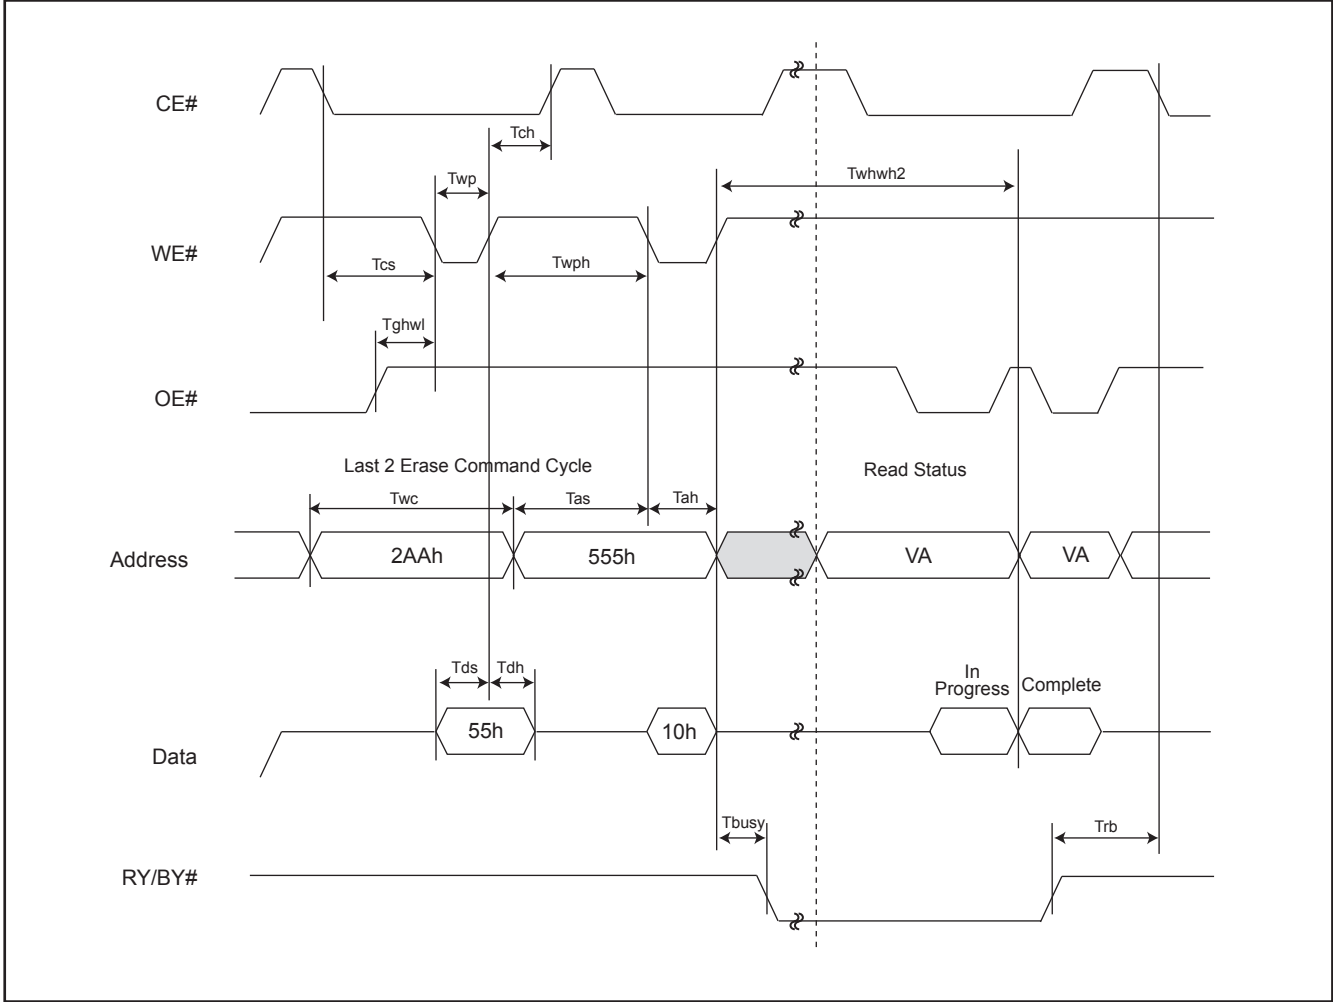 CE#
Tch
Twp
Twhwh2
WE#
Tcs
Twph
Tghwl
OE#
Last 2 Erase Command Cycle
Read Status
Twc
Tas
Tah
Address
2AAh
555h
VA
VA
Tds
Tdh
In
Progress
Complete
55h
10h
Data
Tbusy
Trb
RY/BY#